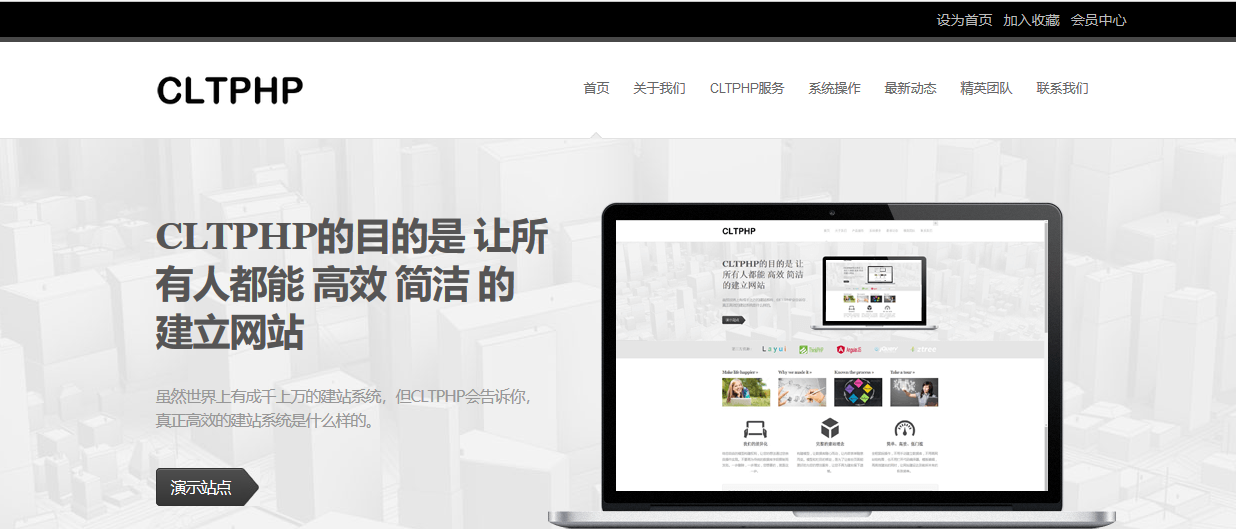 设为首页 加入收藏 会员中心
CLTPHP
首页 关于我们 CLTPHP服务 系统操作 最新动态 精英团队 联系我们
CLTPHP的目的是 让所
有人都能 高效 简洁 的
建立网站
虽然世界上有成千上万的建站系统，但CLTPHP会告诉你，
真正高效的建站系统是什么样的。
演示站点
CLTPHP
CLTPHP的目的是 让
所有人都能 高效 简洁
的建立网站
Layui
AngularJS
Make life happier »
Why we made it »
Known the process »
Take a tour »